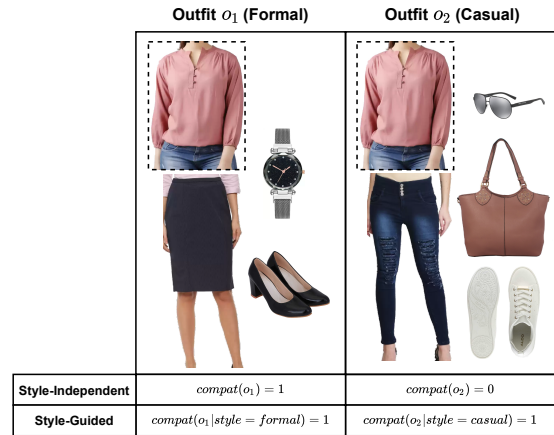 Outfit o₁ (Formal)
Outfit o₂ (Casual)
Style-Independent
compat(o₁) = 1
compat(o₂) = 0
Style-Guided
compat(o₁|style = formal) = 1
compat(o₂|style = casual) = 1